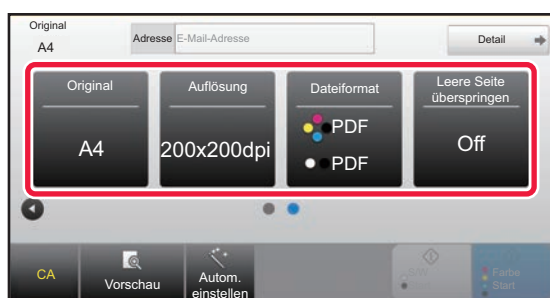 Original
A4
Adresse E-Mail-Adresse
Detail
Original
A4
Auflösung
200x200dpi
Dateiformat
PDF
PDF
Leere Seite
überspringen
Off
CA
Vorschau
Autom.
einstellen
Farbe
Start